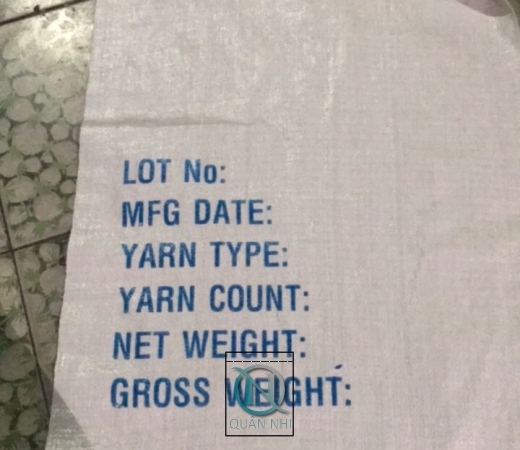 LOT No:
MFG DATE:
YARN TYPE:
YARN COUNT:
NET WEIGHT:
GROSS WEIGHT:
QUAN NHI